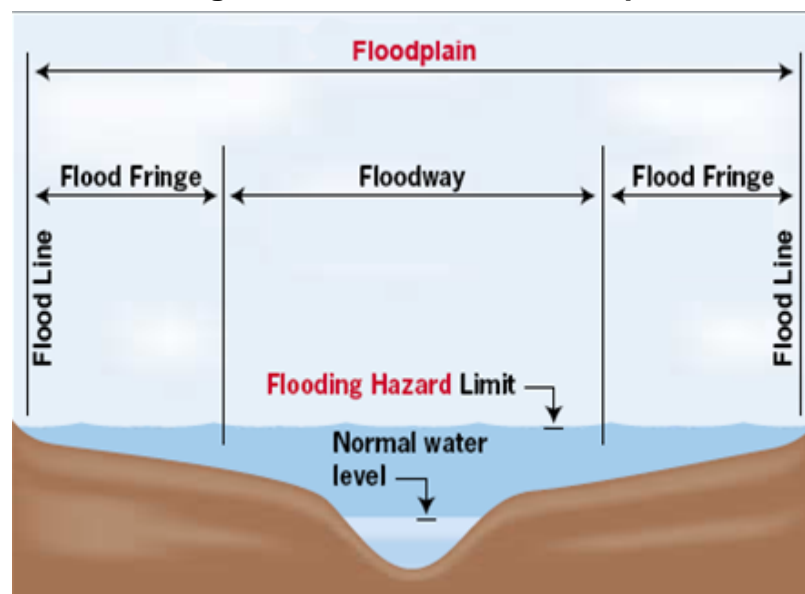 Floodplain
Flood Fringe
Floodway
Flood Fringe
Flood Line
Flood Line
Flooding Hazard Limit
Normal water
level